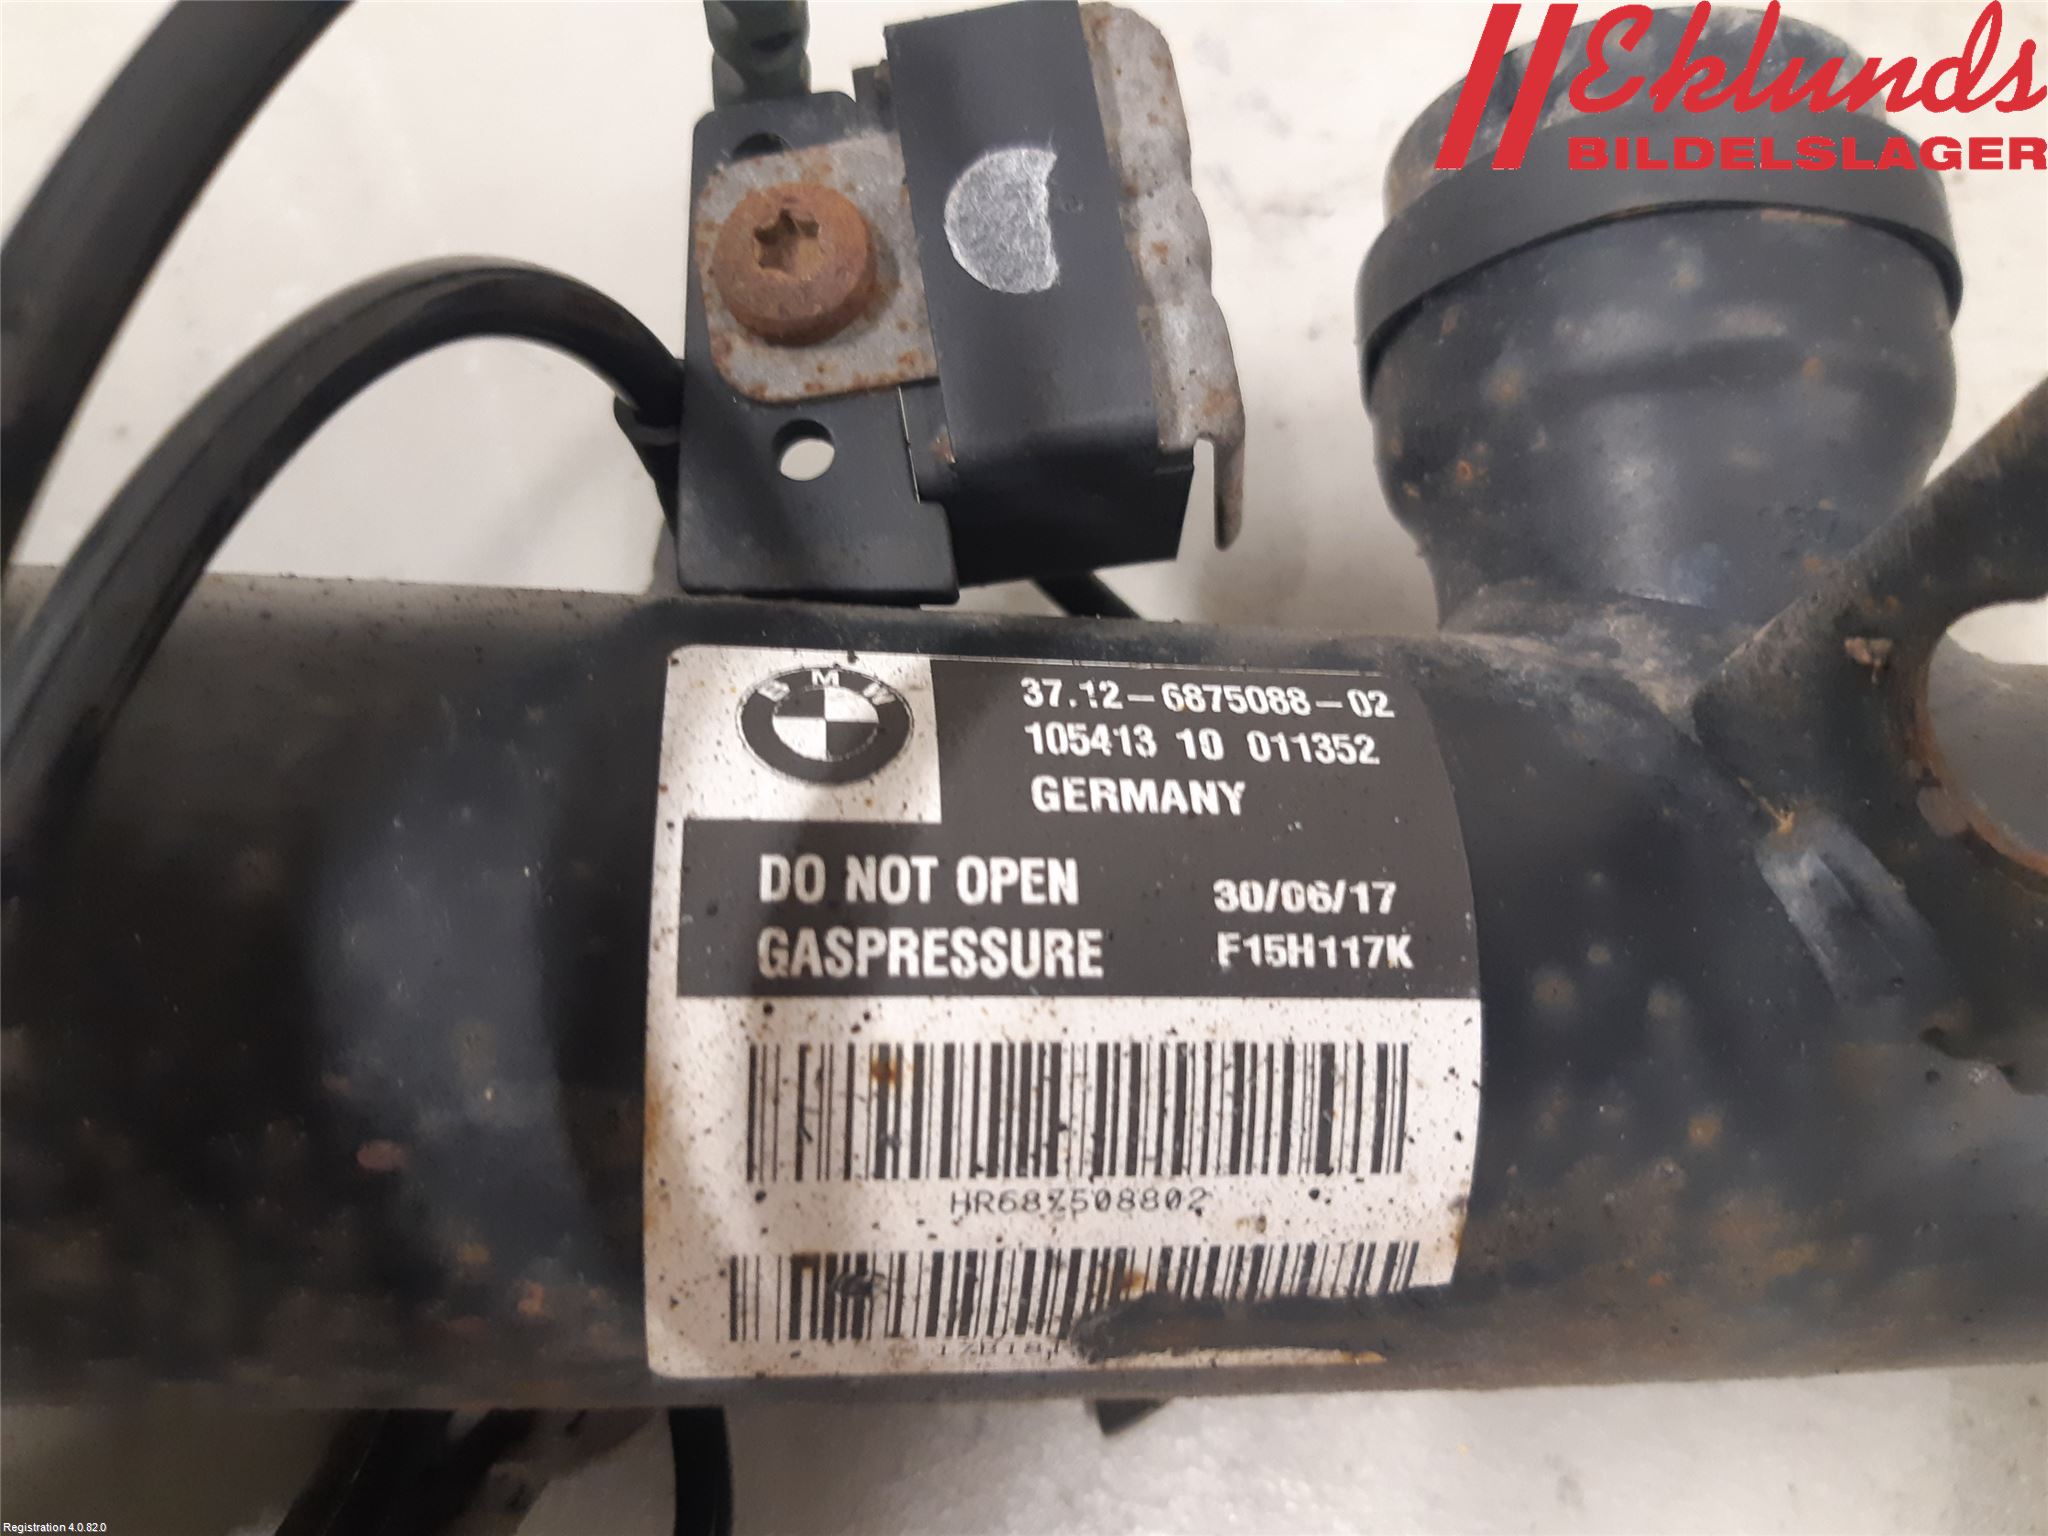 Eklunds
BILDELSLAGER
BMW
37.12-6875088-02
105413 10 011352
GERMANY
DO NOT OPEN 30/06/17
GASPRESSURE F15H117K
HR687508802
Registration 4.0.82.0